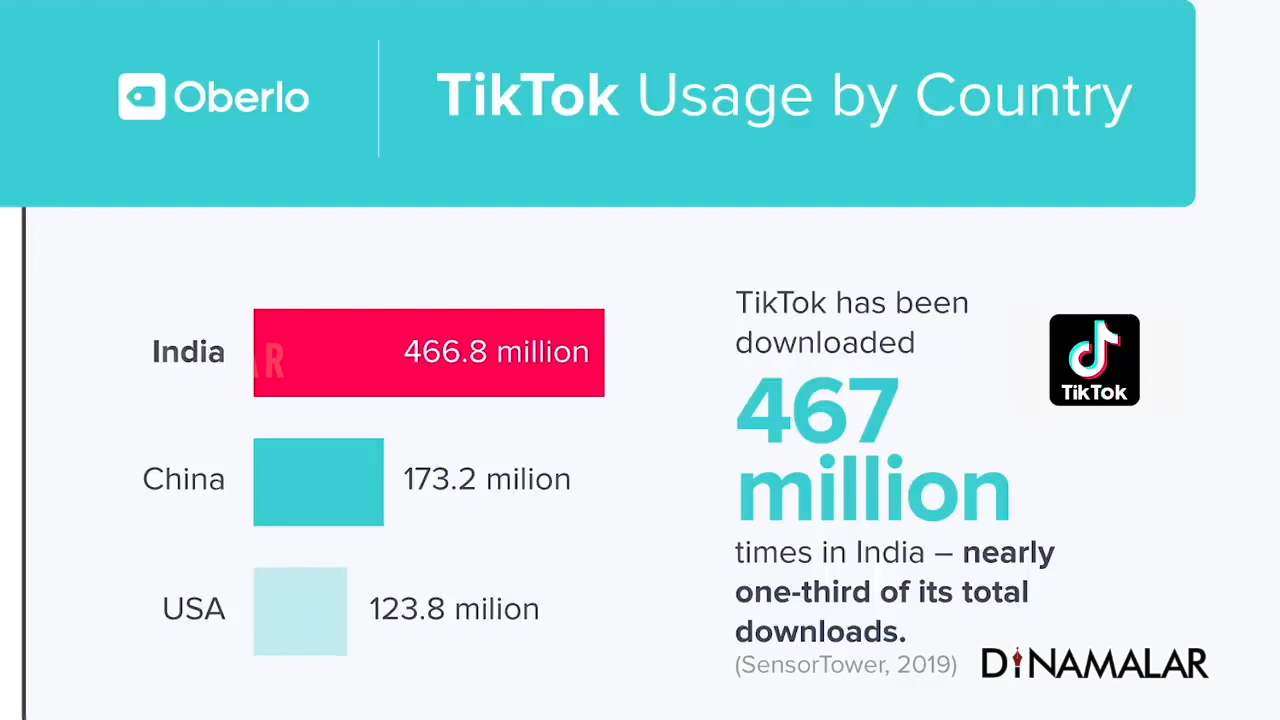 Oberlo
TikTok Usage by Country
India 466.8 million
China 173.2 milion
USA 123.8 milion
TikTok has been
downloaded
467
million
times in India – nearly
one-third of its total
downloads.
(SensorTower, 2019)
TikTok
DiNAMALAR